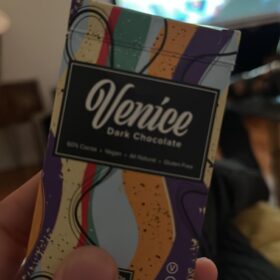 Venice
Dark Chocolate
60% Cacao • Vegan • All Natural • Gluten Free